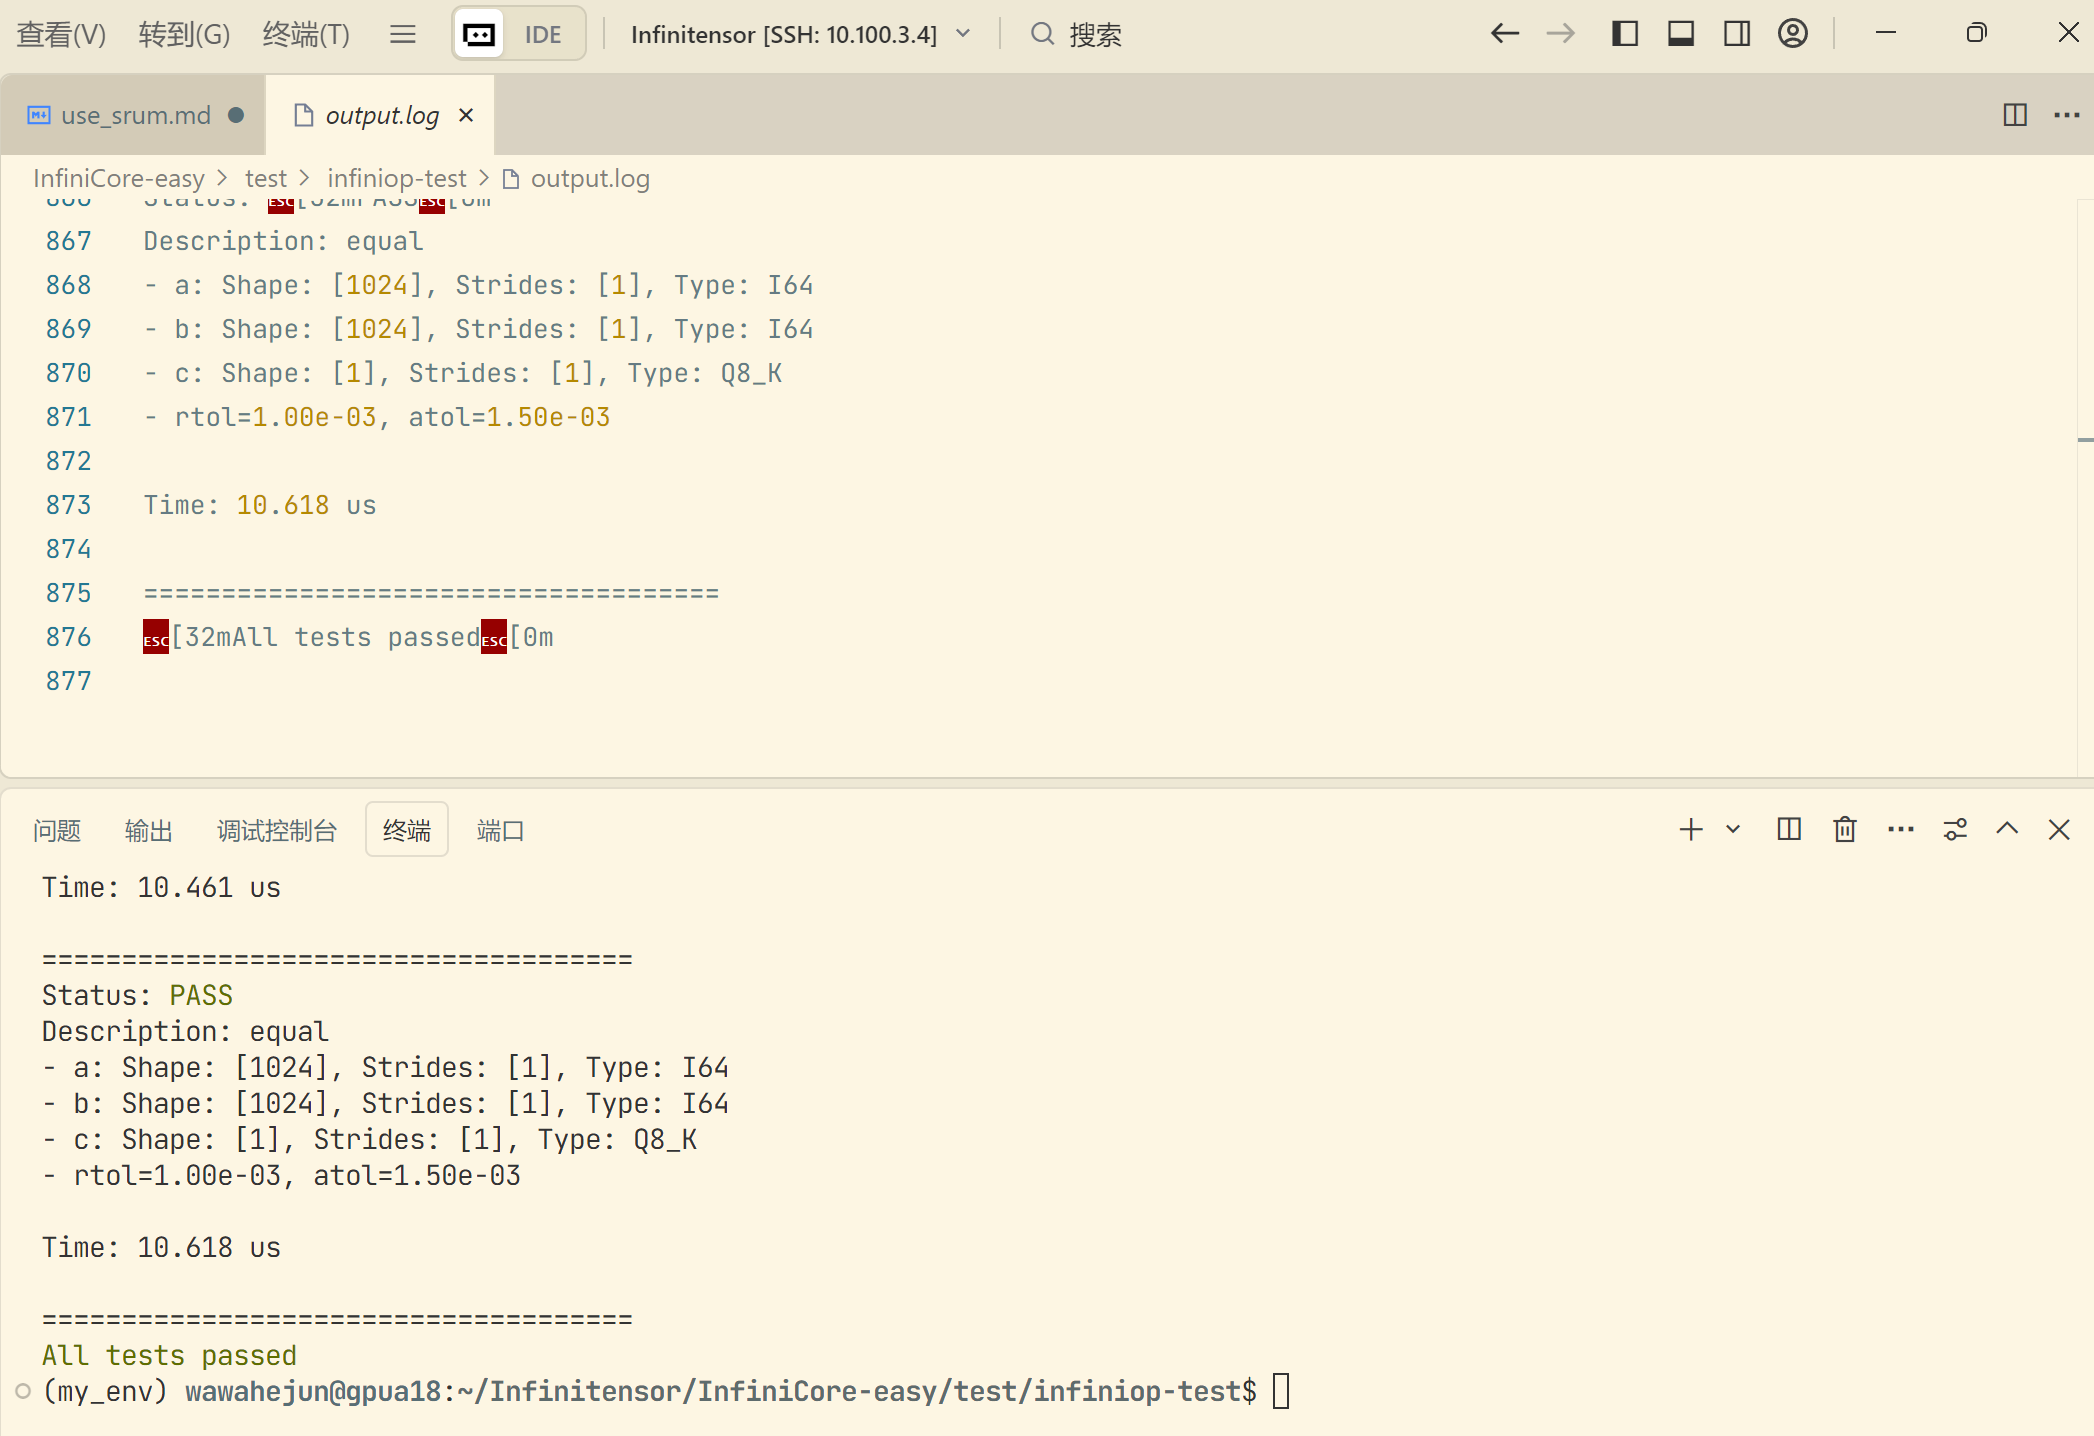 查看(V) 转到(G) 终端(T) IDE Infinitensor [SSH: 10.100.3.4] 搜索
use_srum.md output.log
InfiniCore-easy > test > infiniop-test > output.log
866 Status: ESC[32mPASSESC[0m
867 Description: equal
868 - a: Shape: [1024], Strides: [1], Type: I64
869 - b: Shape: [1024], Strides: [1], Type: I64
870 - c: Shape: [1], Strides: [1], Type: Q8_K
871 - rtol=1.00e-03, atol=1.50e-03
872
873 Time: 10.618 us
874
875 =====================================
876 ESC[32mAll tests passedESC[0m
877
问题 输出 调试控制台 终端 端口
Time: 10.461 us
=====================================
Status: PASS
Description: equal
- a: Shape: [1024], Strides: [1], Type: I64
- b: Shape: [1024], Strides: [1], Type: I64
- c: Shape: [1], Strides: [1], Type: Q8_K
- rtol=1.00e-03, atol=1.50e-03
Time: 10.618 us
=====================================
All tests passed
(my_env) wawahejun@gpua18:~/Infinitensor/InfiniCore-easy/test/infiniop-test$